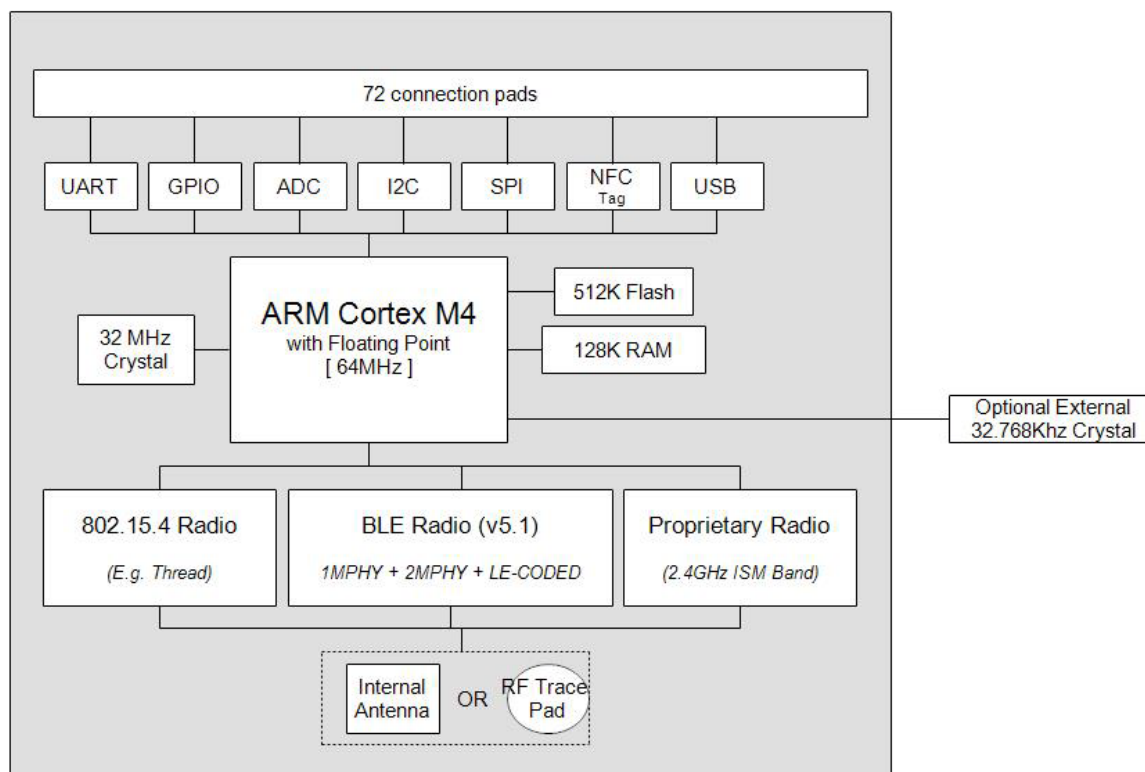 72 connection pads
UART
GPIO
ADC
I2C
SPI
NFC
Tag
USB
ARM Cortex M4
with Floating Point
[ 64MHz ]
32 MHz
Crystal
512K Flash
128K RAM
Optional External
32.768Khz Crystal
802.15.4 Radio
(E.g. Thread)
BLE Radio (v5.1)
1MPHY + 2MPHY + LE-CODED
Proprietary Radio
(2.4GHz ISM Band)
Internal
Antenna
OR
RF Trace
Pad